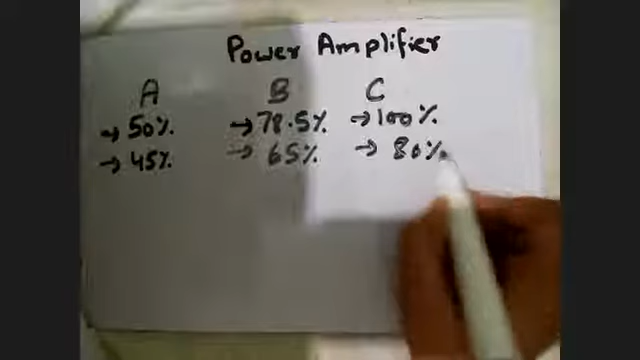 Power Amplifier
A B C
→ 50% → 78.5% → 100%
→ 45% → 65% → 80%